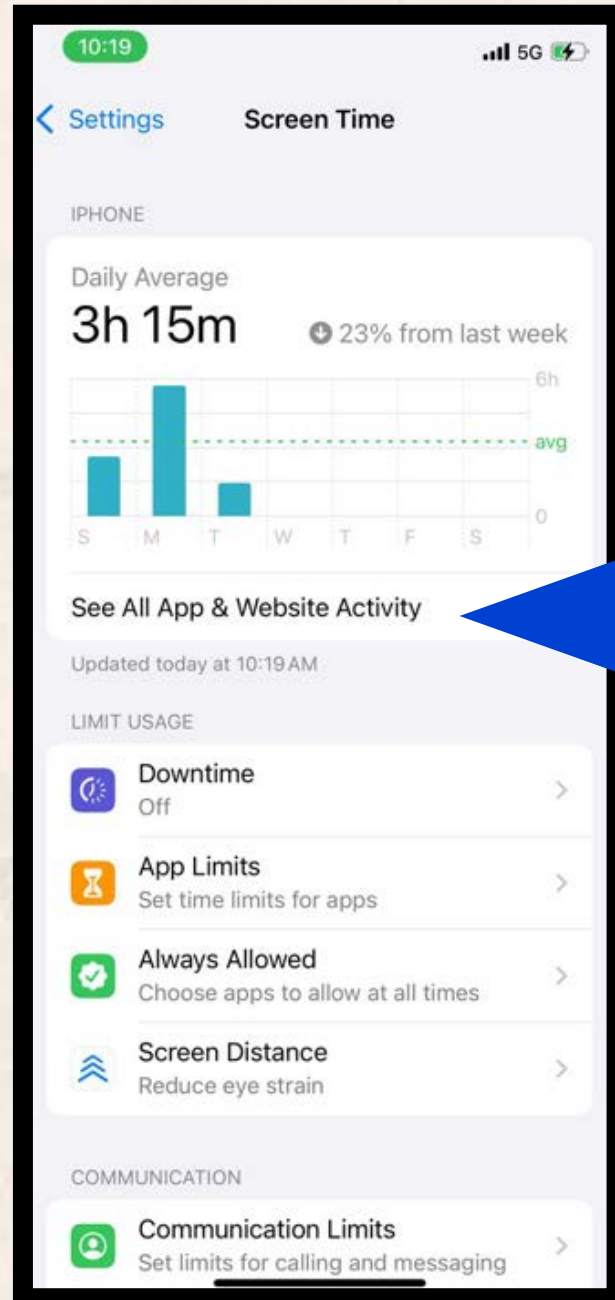 10:19
5G
Settings
Screen Time
IPHONE
Daily Average
3h 15m
23% from last week
6h
avg
0
S M T W T F S
See All App & Website Activity
Updated today at 10:19 AM
LIMIT USAGE
Downtime
Off
App Limits
Set time limits for apps
Always Allowed
Choose apps to allow at all times
Screen Distance
Reduce eye strain
COMMUNICATION
Communication Limits
Set limits for calling and messaging